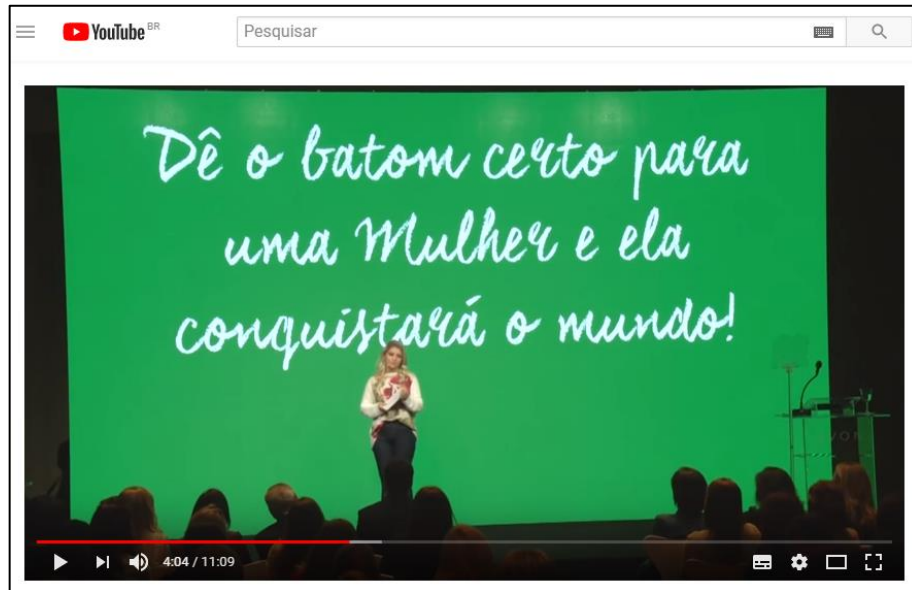 YouTube BR
Pesquisar
Dê o batom certo para
uma Mulher e ela
conquistará o mundo!
4:04 / 11:09